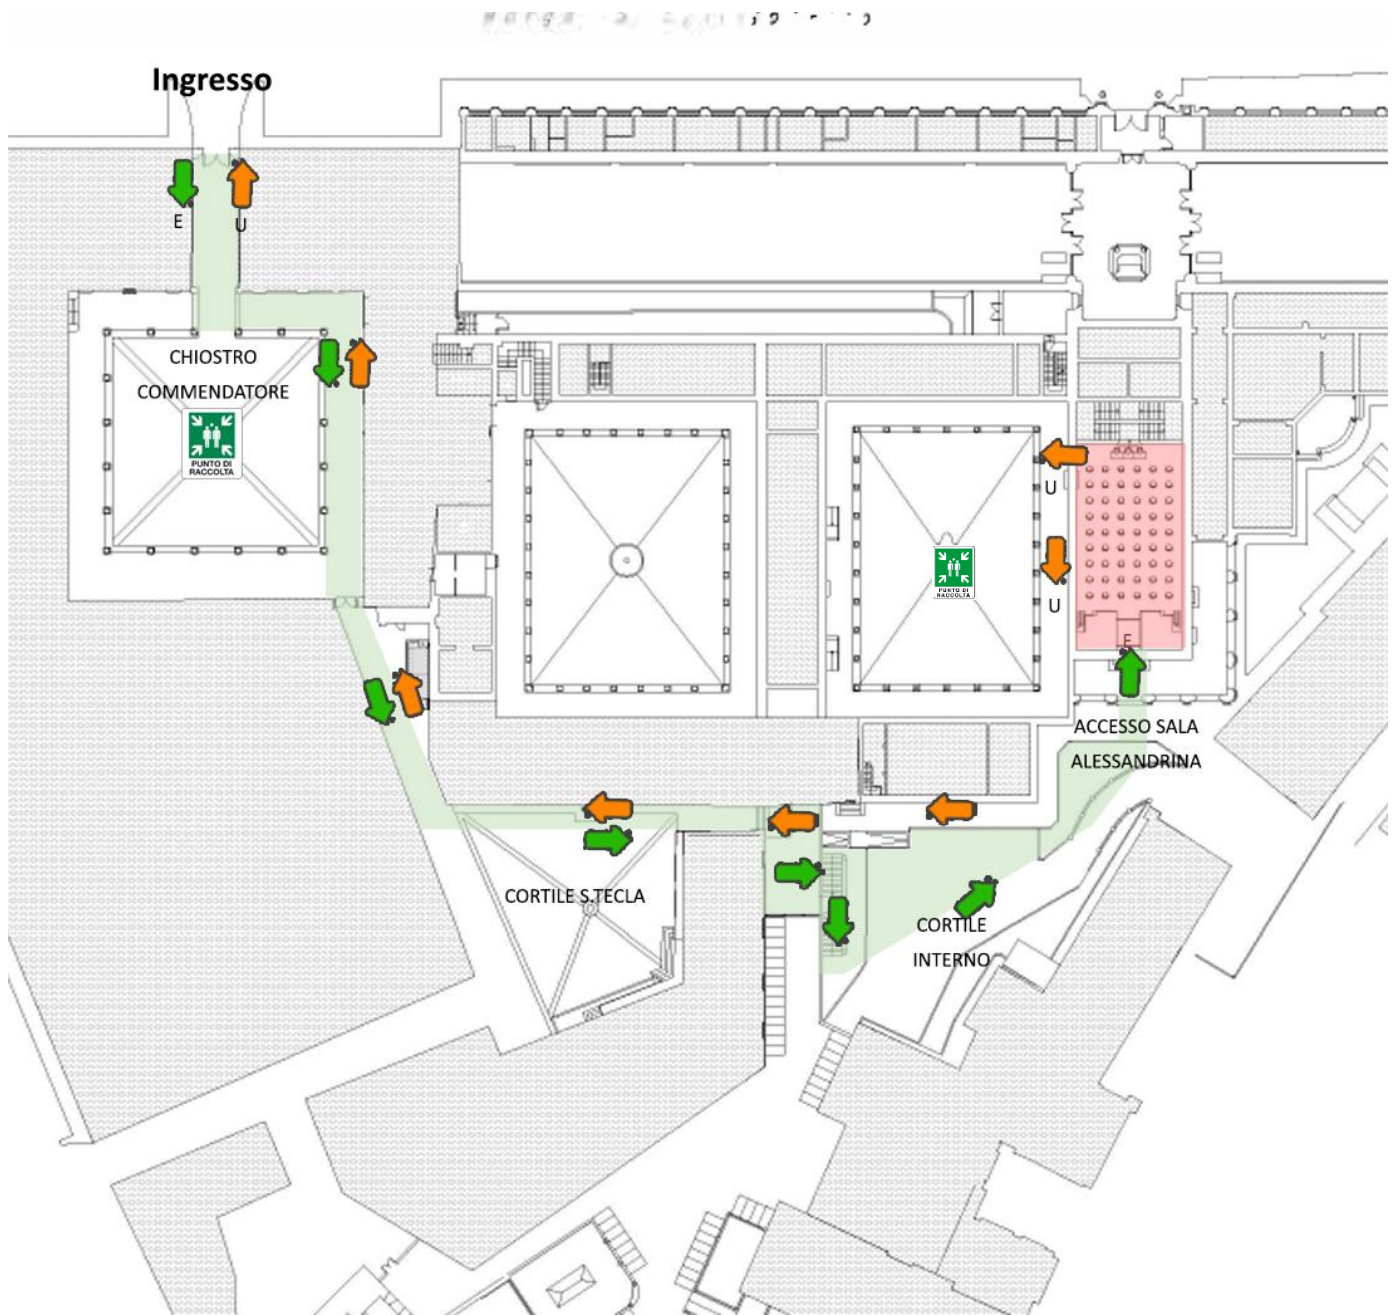 Ingresso
E
U
CHIOSTRO
COMMENDATORE
PUNTO DI
RACCOLTA
U
PUNTO DI
RACCOLTA
U
E
ACCESSO SALA
ALESSANDRINA
CORTILE S.TECLA
CORTILE
INTERNO